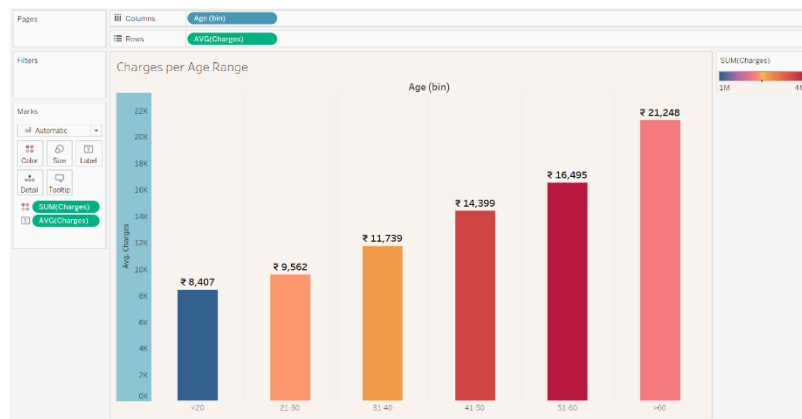 Pages
Columns
Age (bin)
Rows
AVG(Charges)
Filters
Marks
Automatic
Color
Size
Label
Detail
Tooltip
SUM(Charges)
AVG(Charges)
Charges per Age Range
Age (bin)
Avg. Charges
22K
20K
18K
16K
14K
12K
10K
8K
6K
4K
2K
0K
₹ 8,407
₹ 9,562
₹ 11,739
₹ 14,399
₹ 16,495
₹ 21,248
<20
21-30
31-40
41-50
51-60
>60
SUM(Charges)
1M